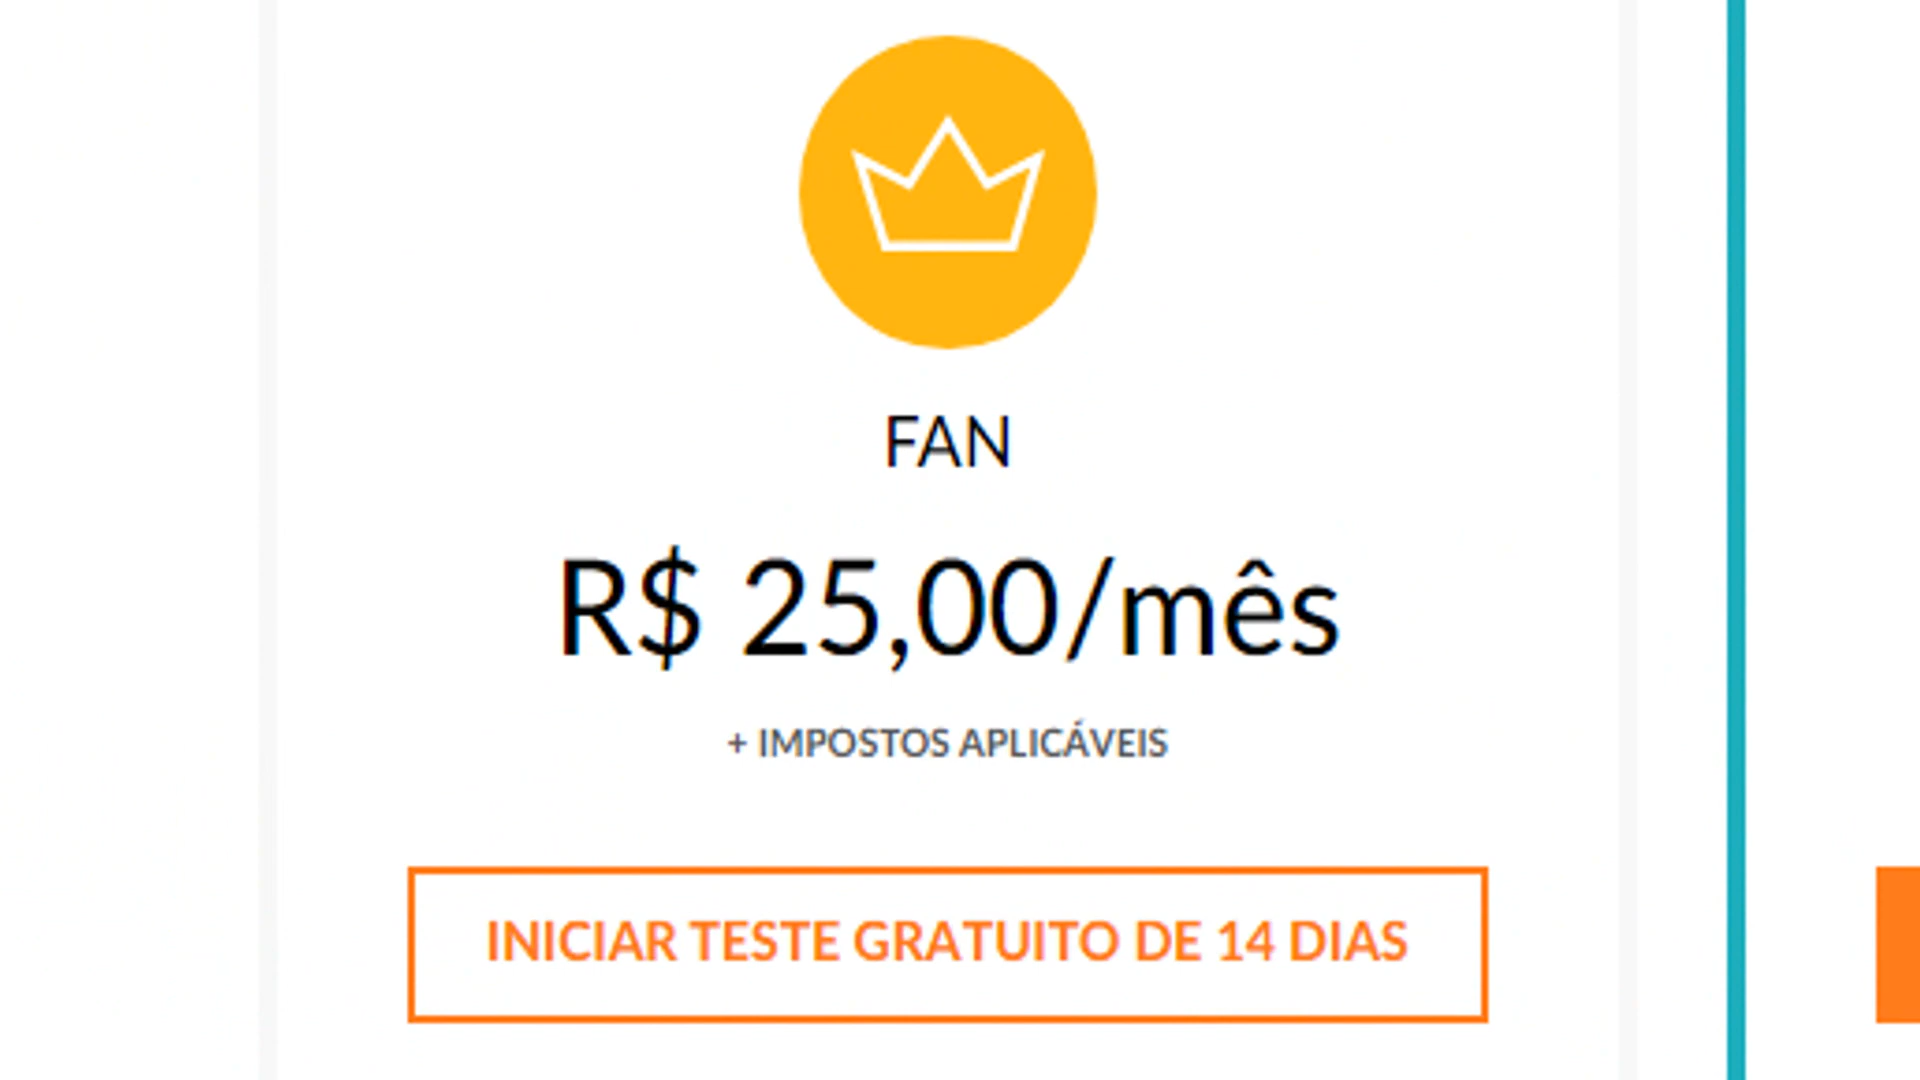 FAN
R$ 25,00/mês
+ IMPOSTOS APLICÁVEIS
INICIAR TESTE GRATUITO DE 14 DIAS